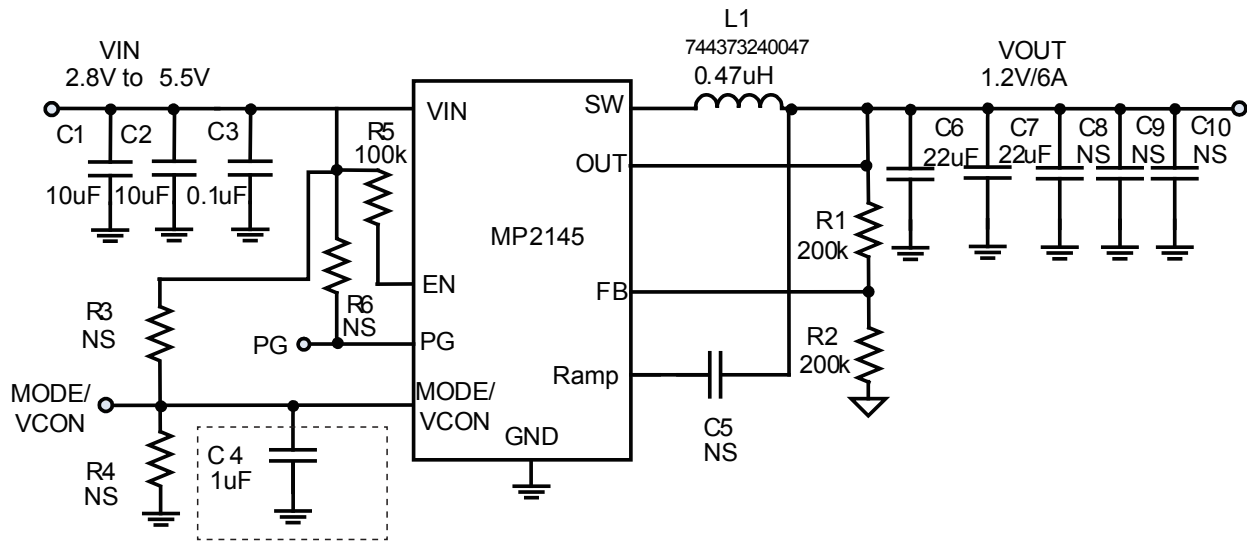 L1
744373240047
0.47uH
VIN
2.8V to 5.5V
VOUT
1.2V/6A
C1
10uF
C2
10uF
C3
0.1uF
R5
100k
VIN
SW
OUT
MP2145
EN
FB
PG
Ramp
MODE/
VCON
GND
C6
22uF
C7
22uF
C8
NS
C9
NS
C10
NS
R1
200k
R2
200k
R3
NS
R6
NS
PG
MODE/
VCON
R4
NS
C4
1uF
C5
NS